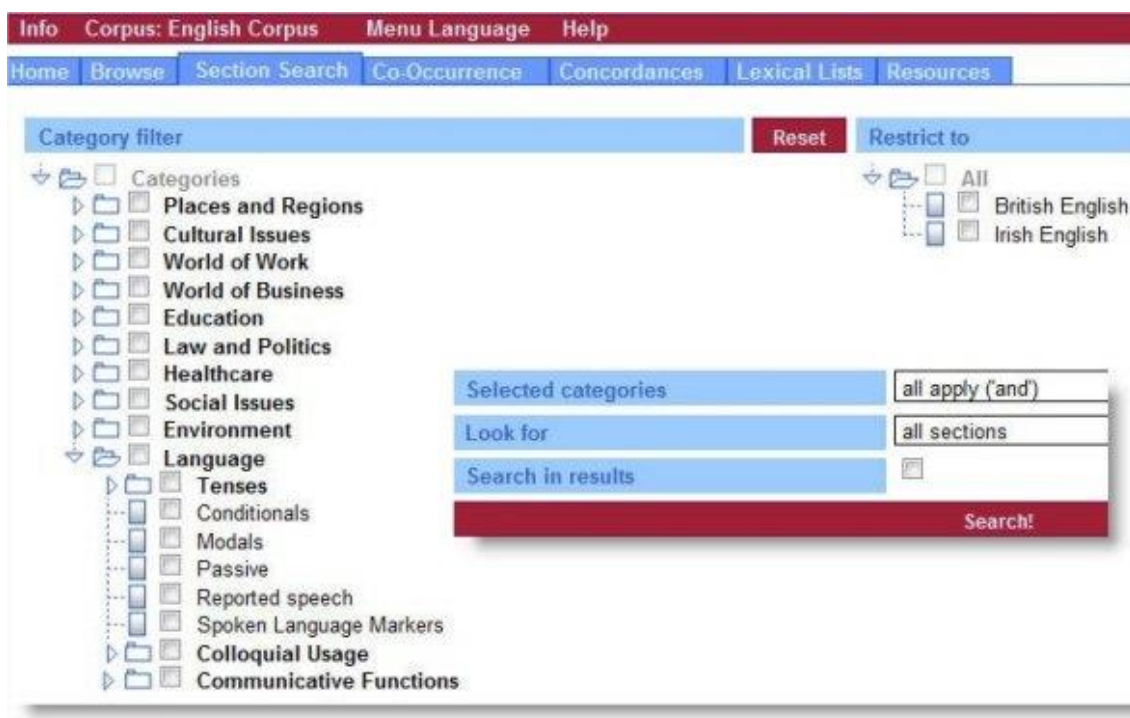 Info Corpus: English Corpus Menu Language Help
Home Browse Section Search Co-Occurrence Concordances Lexical Lists Resources
Category filter Reset Restrict to
Categories All
Places and Regions British English
Cultural Issues Irish English
World of Work
World of Business
Education
Law and Politics
Healthcare
Social Issues
Environment
Language
Tenses
Conditionals
Modals
Passive
Reported speech
Spoken Language Markers
Colloquial Usage
Communicative Functions
Selected categories all apply ('and')
Look for all sections
Search in results
Search!